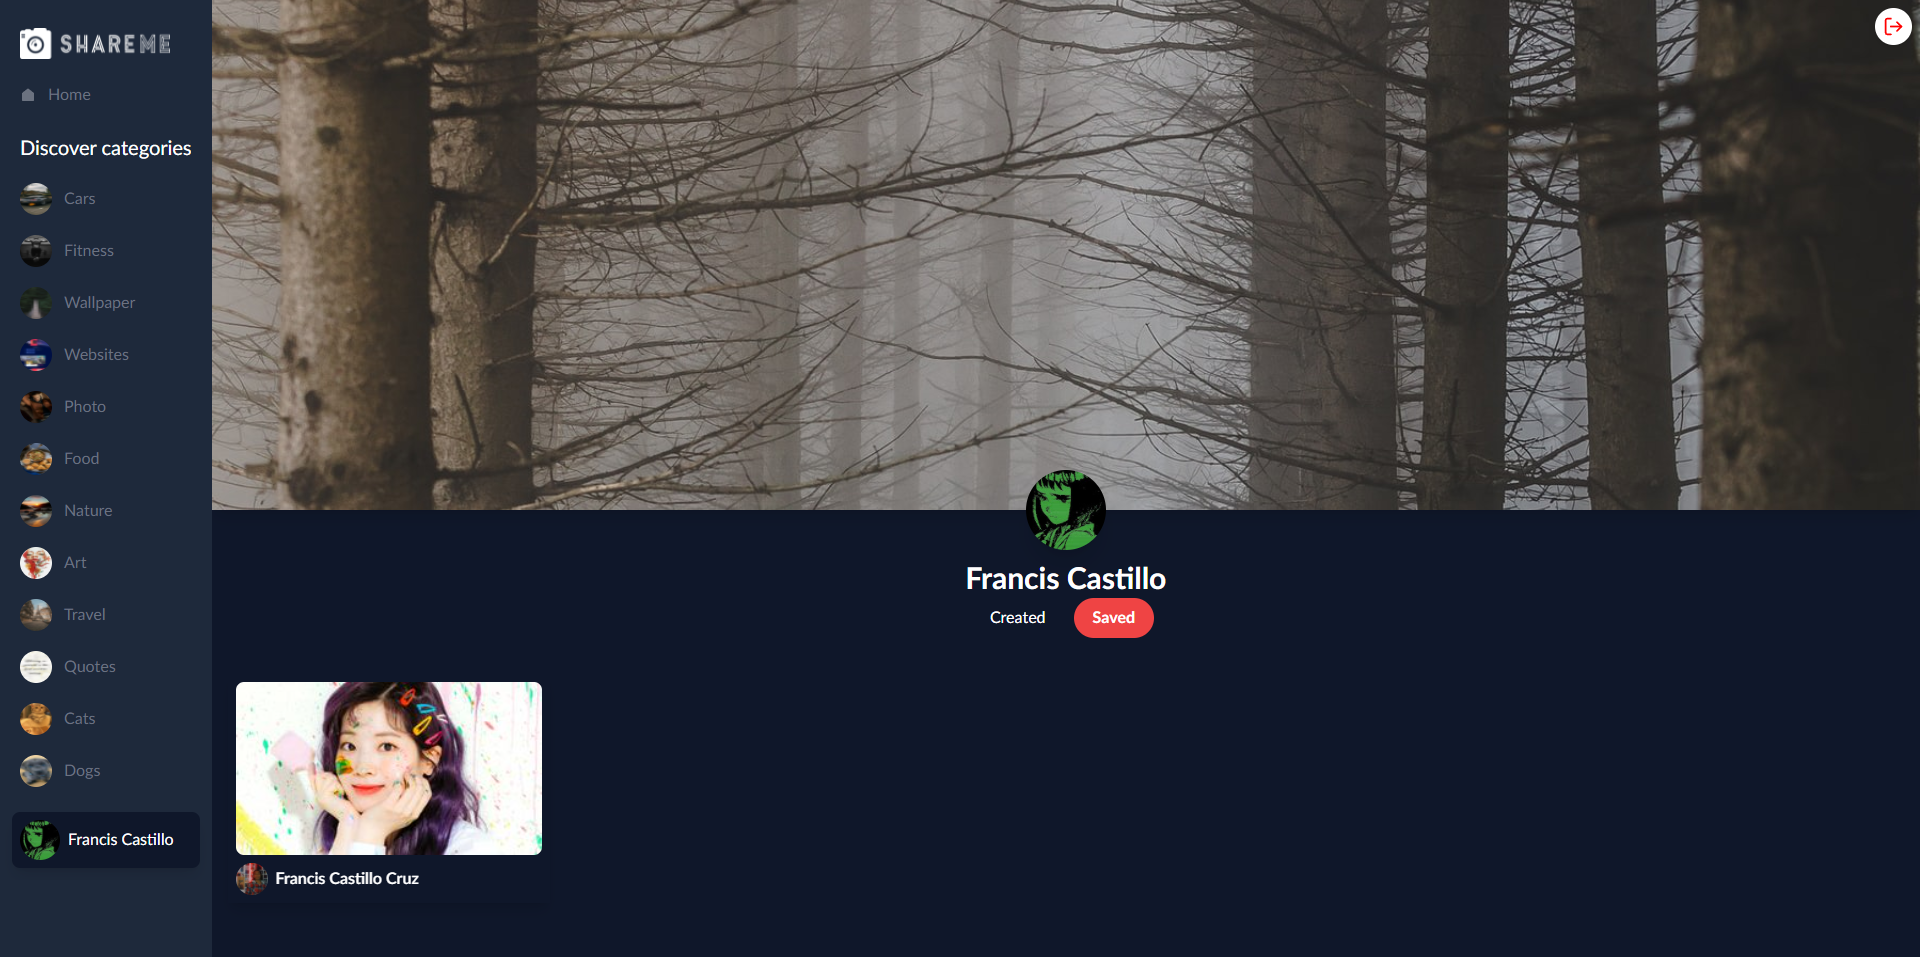 SHAREME
Home
Discover categories
Cars
Fitness
Wallpaper
Websites
Photo
Food
Nature
Art
Travel
Quotes
Cats
Dogs
Francis Castillo
Francis Castillo
Created
Saved
Francis Castillo Cruz